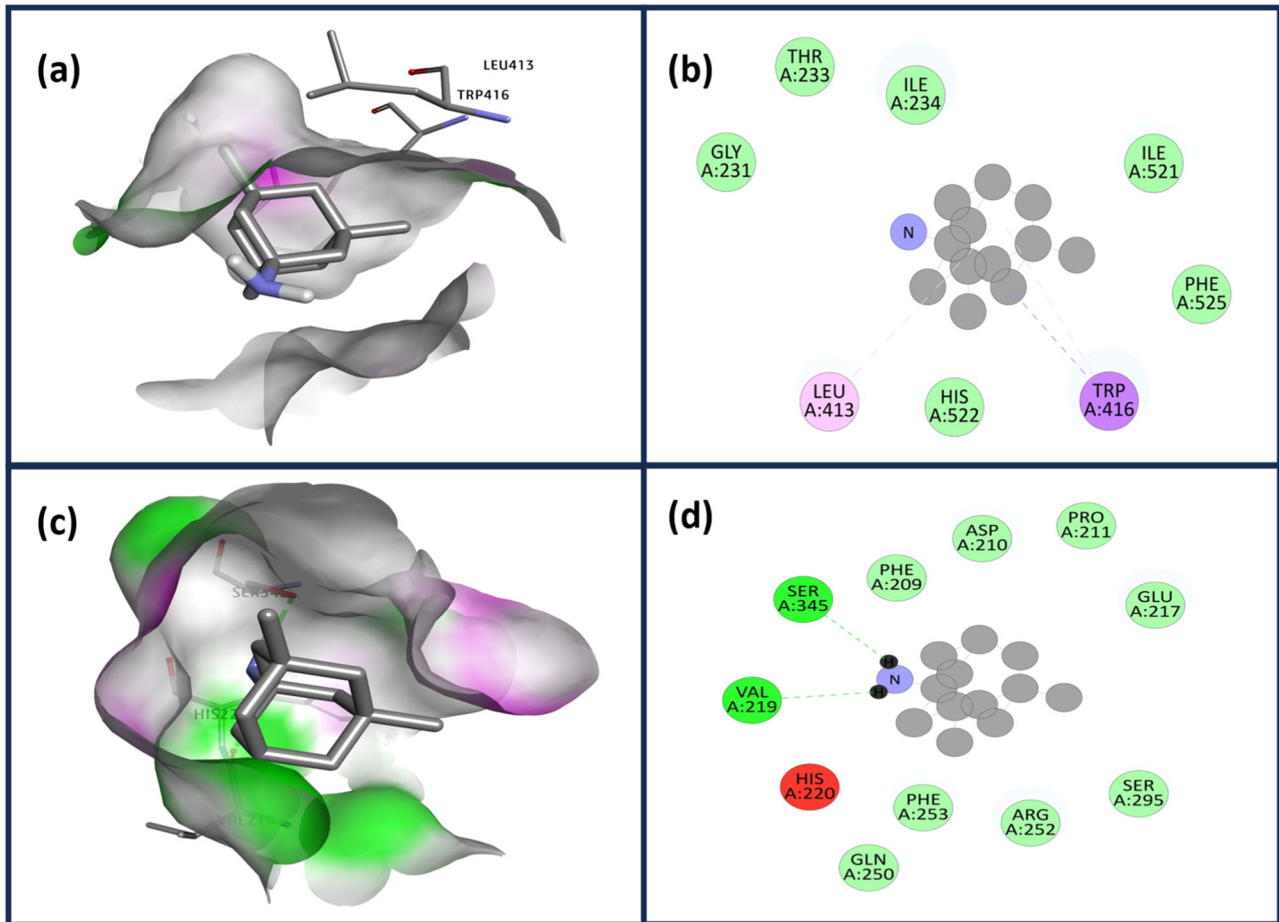 (a)
LEU413
TRP416
(b)
THR
A:233
ILE
A:234
GLY
A:231
ILE
A:521
N
PHE
A:525
LEU
A:413
HIS
A:522
TRP
A:416
(c)
VAL219
(d)
ASP
A:210
PRO
A:211
PHE
A:209
SER
A:345
GLU
A:217
H
N
H
VAL
A:219
HIS
A:220
PHE
A:253
ARG
A:252
SER
A:295
GLN
A:250